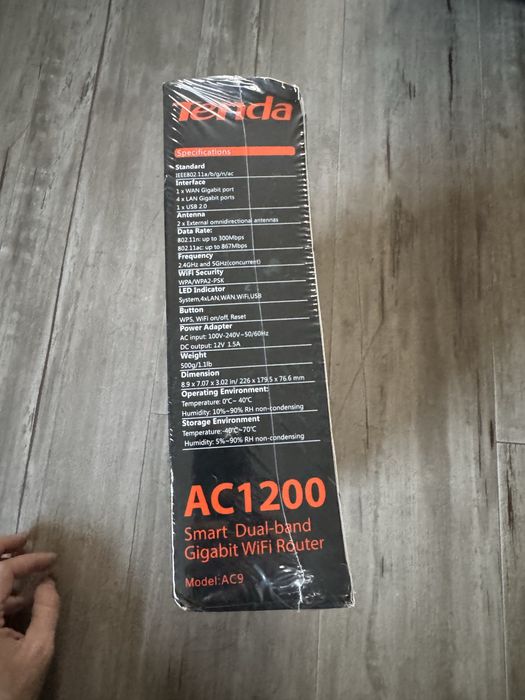 Tenda
Specifications
Standard
IEEE802.11a/b/g/n/ac
Interface
1 x WAN Gigabit port
4 x LAN Gigabit ports
1 x USB 2.0
Antenna
2 x External omnidirectional antennas
Data Rate:
802.11n: up to 300Mbps
802.11ac: up to 867Mbps
Frequency
2.4GHz and 5GHz(concurrent)
WiFi Security
WPA/WPA2-PSK
LED Indicator
System,4xLAN,WAN,WiFi,USB
Button
WPS, WiFi on/off, Reset
Power Adapter
AC input: 100V-240V~50/60Hz
DC output: 12V 1.5A
Weight
500g/1.1lb
Dimension
8.9 x 7.07 x 3.02 in/ 226 x 179.5 x 76.6 mm
Operating Environment:
Temperature: 0℃~ 40℃
Humidity: 10%~90% RH non-condensing
Storage Environment
Temperature:-40℃~70℃
Humidity: 5%~90% RH non-condensing
AC1200
Smart Dual-band
Gigabit WiFi Router
Model:AC9